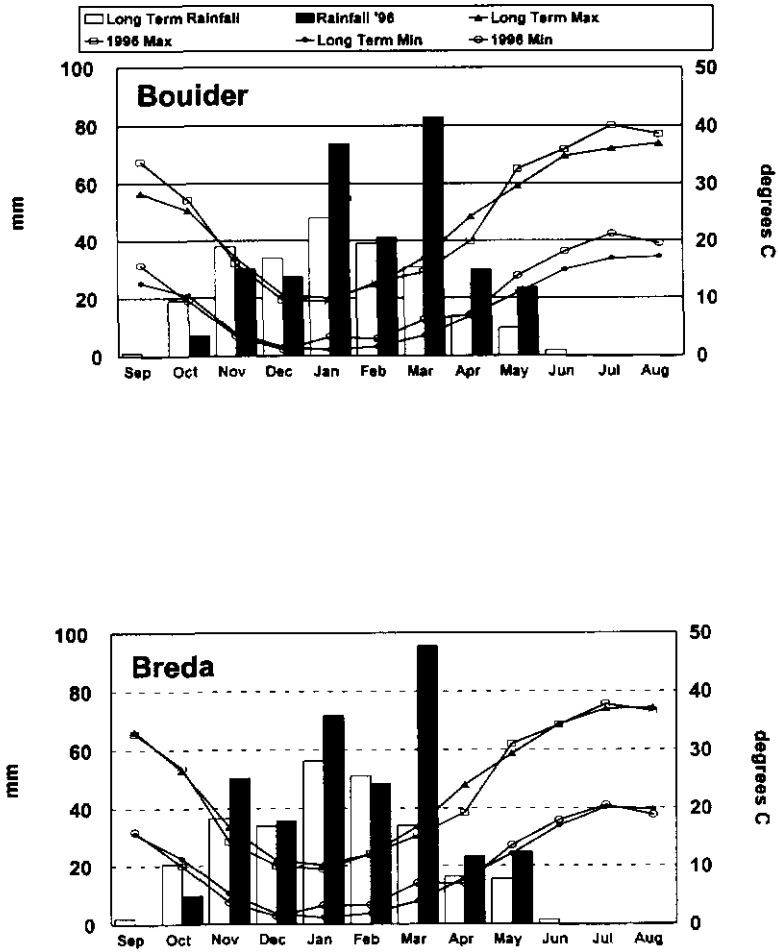 Long Term Rainfall Rainfall '96 Long Term Max
1996 Max Long Term Min 1996 Min
100 50
Bouider
80 40
60 30
mm degrees C
40 20
20 10
0 0
Sep Oct Nov Dec Jan Feb Mar Apr May Jun Jul Aug
100 50
Breda
80 40
60 30
mm degrees C
40 20
20 10
0 0
Sep Oct Nov Dec Jan Feb Mar Apr May Jun Jul Aug